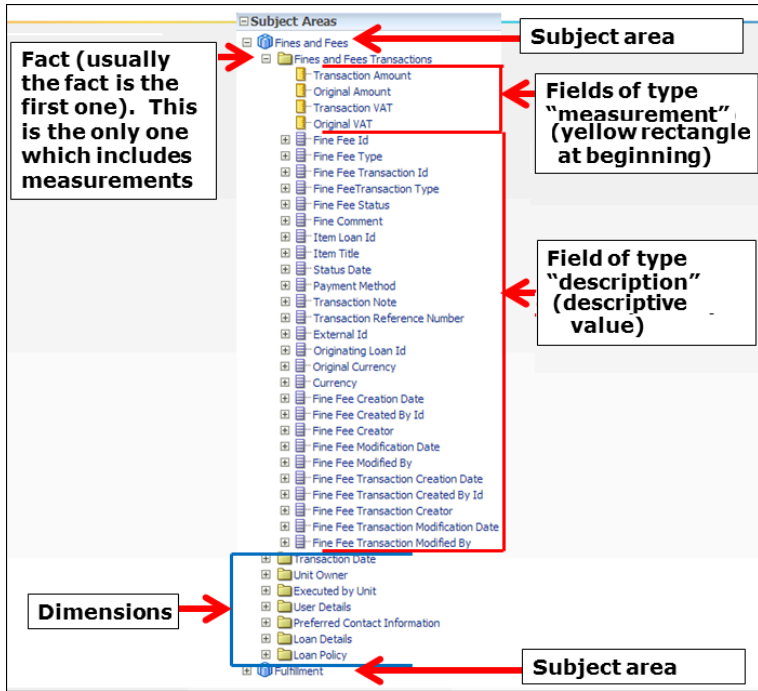 Subject Areas
Fines and Fees
Subject area
Fact (usually
the fact is the
first one). This
is the only one
which includes
measurements
Fines and Fees Transactions
Transaction Amount
Original Amount
Transaction VAT
Original VAT
Fields of type
“measurement”
(yellow rectangle
at beginning)
Fine Fee Id
Fine Fee Type
Fine Fee Transaction Id
Fine FeeTransaction Type
Fine Fee Status
Fine Comment
Item Loan Id
Item Title
Status Date
Payment Method
Transaction Note
Transaction Reference Number
External Id
Originating Loan Id
Original Currency
Currency
Fine Fee Creation Date
Fine Fee Created By Id
Fine Fee Creator
Fine Fee Modification Date
Fine Fee Modified By
Fine Fee Transaction Creation Date
Fine Fee Transaction Created By Id
Fine Fee Transaction Creator
Fine Fee Transaction Modification Date
Fine Fee Transaction Modified By
Field of type
“description”
(descriptive
value)
Transaction Date
Unit Owner
Executed by Unit
User Details
Preferred Contact Information
Loan Details
Loan Policy
Dimensions
Fulfillment
Subject area